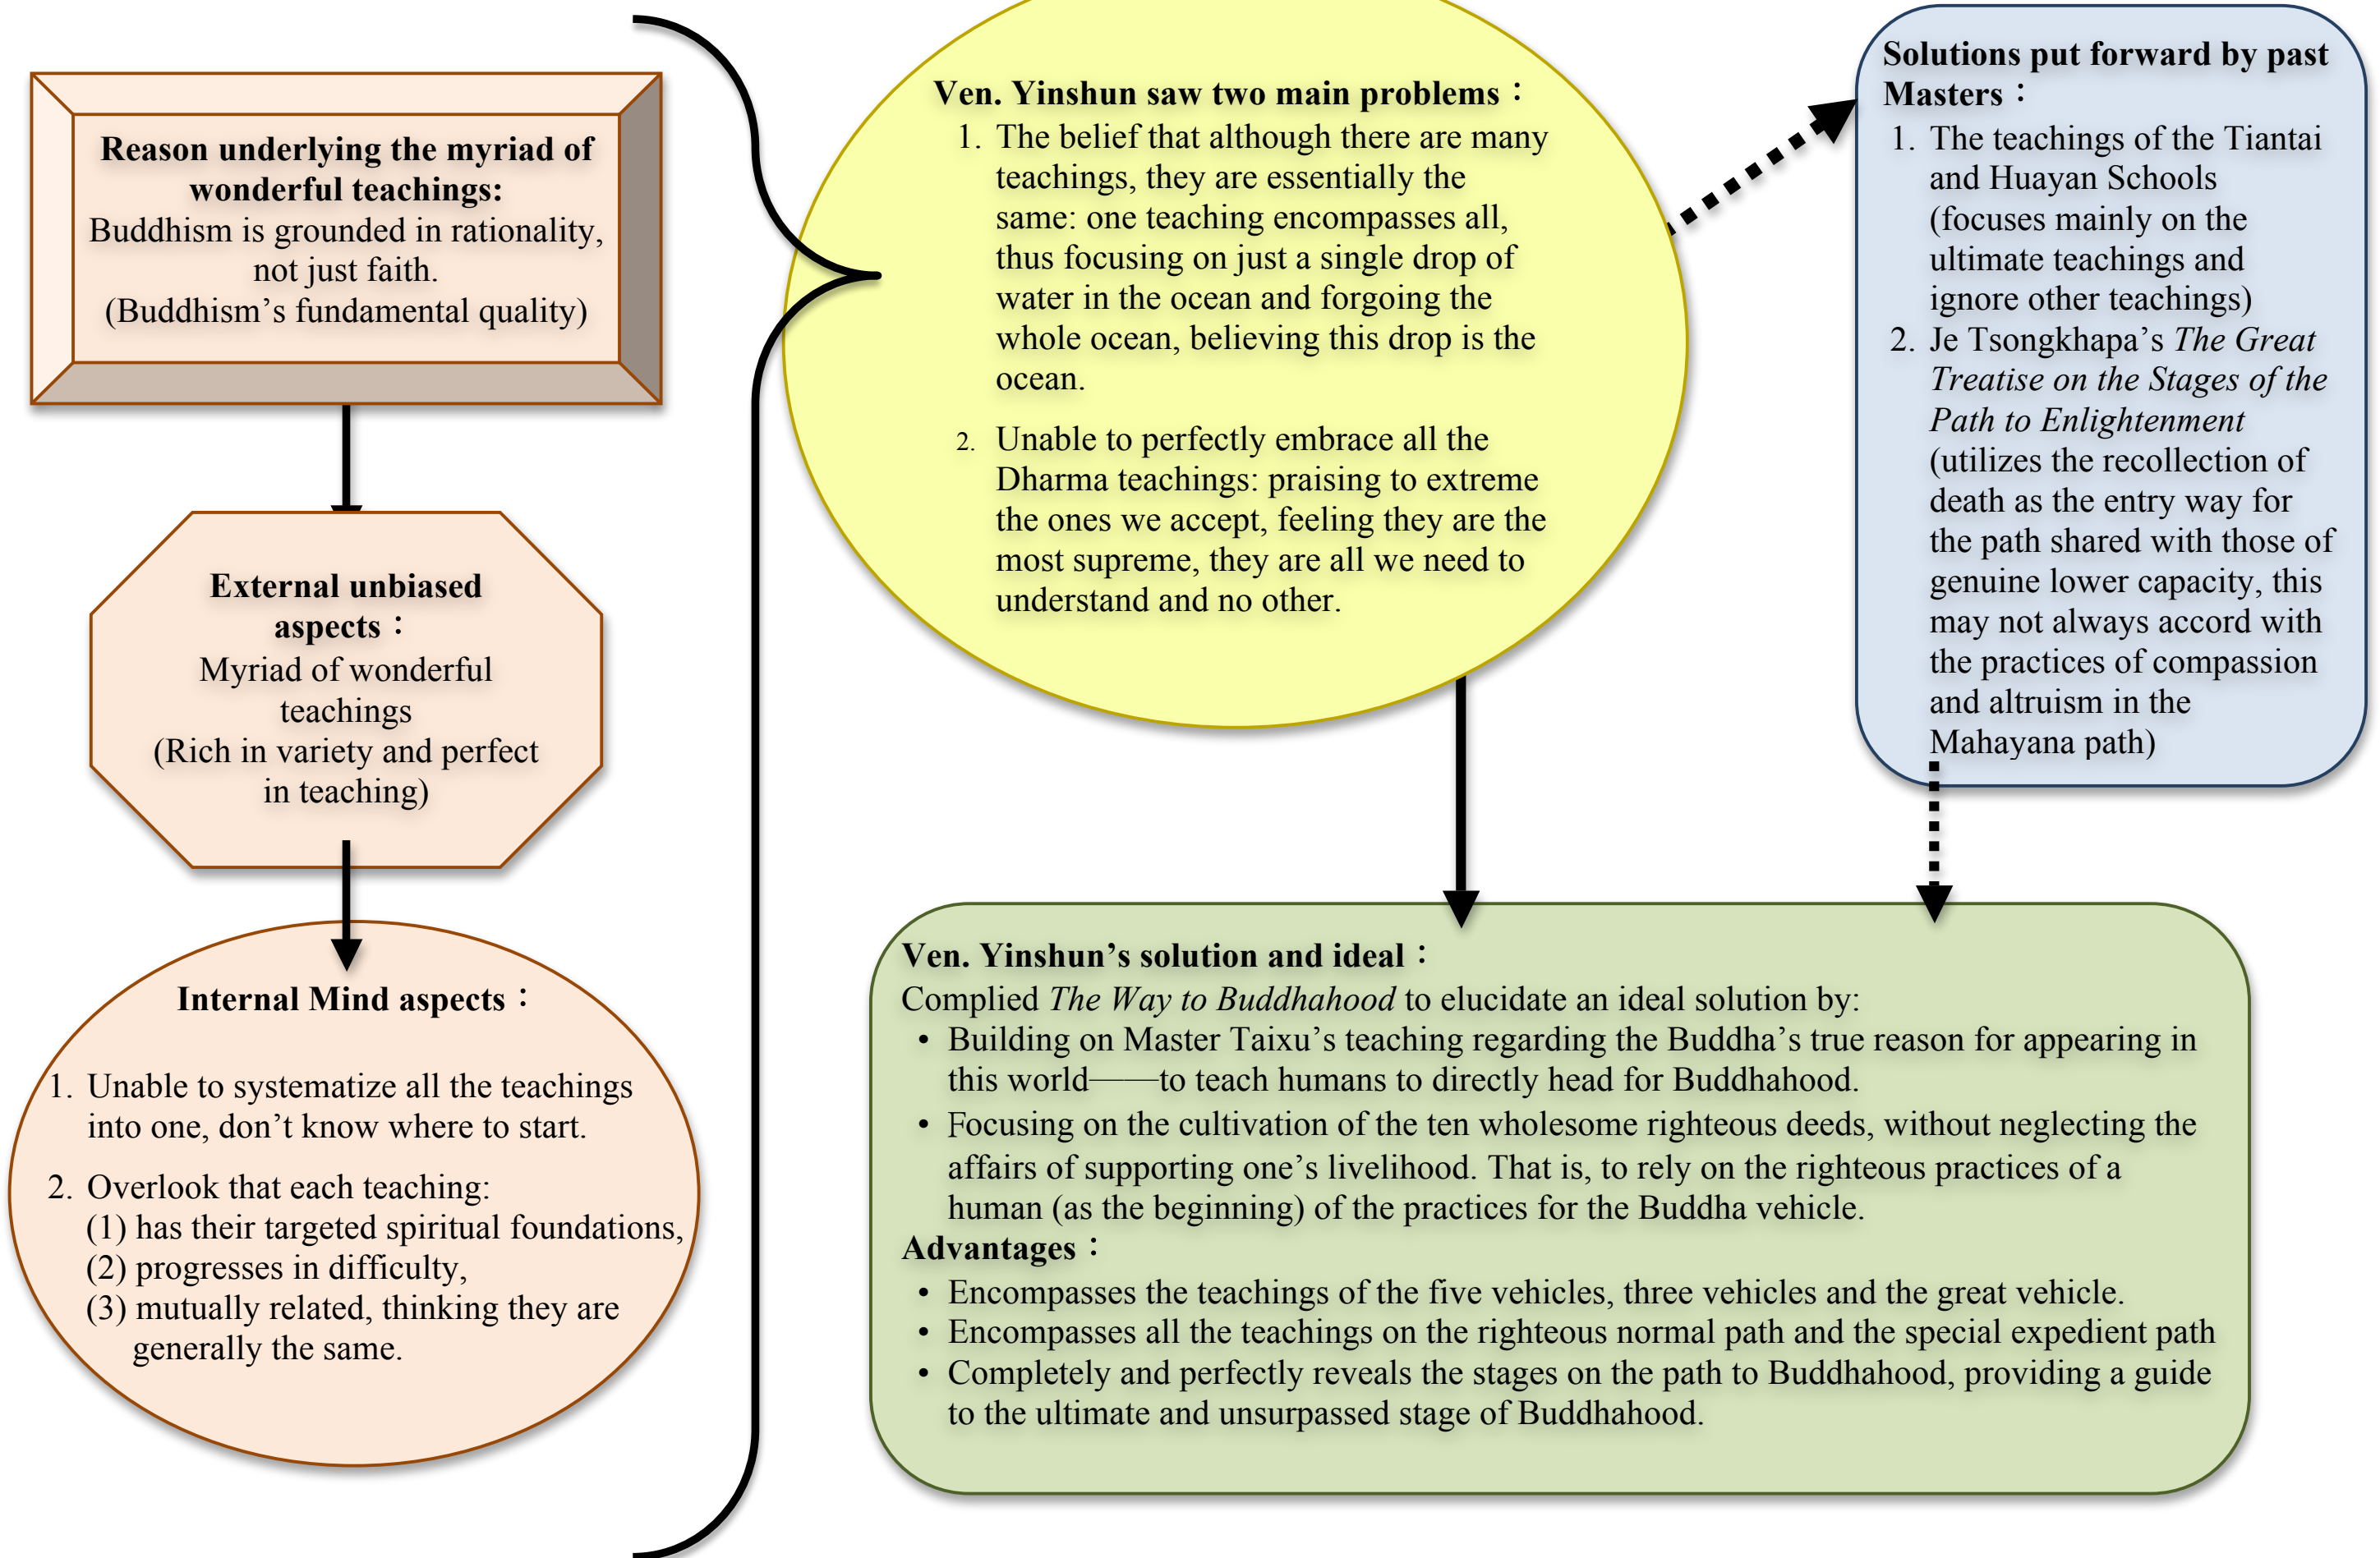 Reason underlying the myriad of
wonderful teachings:
Buddhism is grounded in rationality,
not just faith.
(Buddhism’s fundamental quality)
External unbiased
aspects：
Myriad of wonderful
teachings
(Rich in variety and perfect
in teaching)
Internal Mind aspects：
1. Unable to systematize all the teachings
into one, don’t know where to start.
2. Overlook that each teaching:
(1) has their targeted spiritual foundations,
(2) progresses in difficulty,
(3) mutually related, thinking they are
generally the same.
Ven. Yinshun saw two main problems：
1. The belief that although there are many
teachings, they are essentially the
same: one teaching encompasses all,
thus focusing on just a single drop of
water in the ocean and forgoing the
whole ocean, believing this drop is the
ocean.
2. Unable to perfectly embrace all the
Dharma teachings: praising to extreme
the ones we accept, feeling they are the
most supreme, they are all we need to
understand and no other.
Solutions put forward by past
Masters：
1. The teachings of the Tiantai
and Huayan Schools
(focuses mainly on the
ultimate teachings and
ignore other teachings)
2. Je Tsongkhapa’s The Great
Treatise on the Stages of the
Path to Enlightenment
(utilizes the recollection of
death as the entry way for
the path shared with those of
genuine lower capacity, this
may not always accord with
the practices of compassion
and altruism in the
Mahayana path)
Ven. Yinshun’s solution and ideal：
Complied The Way to Buddhahood to elucidate an ideal solution by:
• Building on Master Taixu’s teaching regarding the Buddha’s true reason for appearing in
this world——to teach humans to directly head for Buddhahood.
• Focusing on the cultivation of the ten wholesome righteous deeds, without neglecting the
affairs of supporting one’s livelihood. That is, to rely on the righteous practices of a
human (as the beginning) of the practices for the Buddha vehicle.
Advantages：
• Encompasses the teachings of the five vehicles, three vehicles and the great vehicle.
• Encompasses all the teachings on the righteous normal path and the special expedient path
• Completely and perfectly reveals the stages on the path to Buddhahood, providing a guide
to the ultimate and unsurpassed stage of Buddhahood.